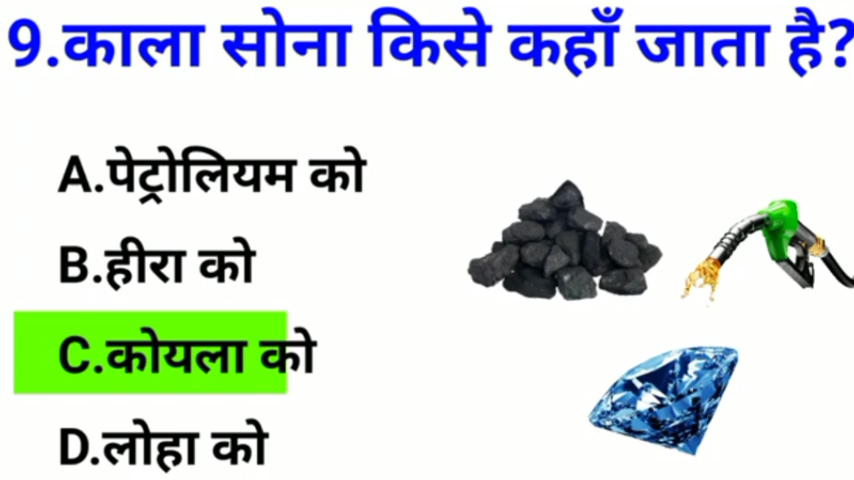 9.काला सोना किसे कहाँ जाता है?
A.पेट्रोलियम को
B.हीरा को
C.कोयला को
D.लोहा को